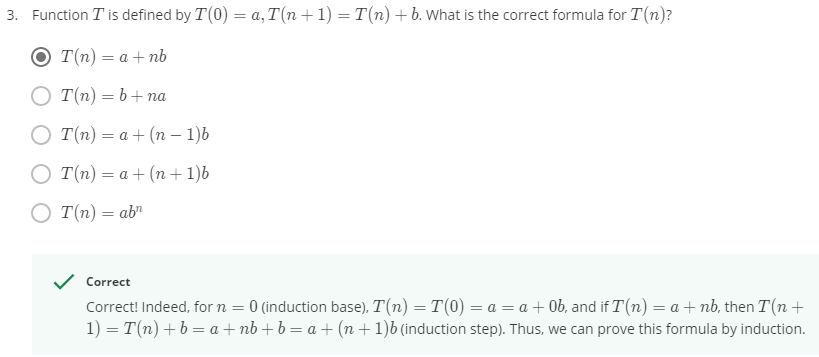 3. Function T is defined by T(0) = a, T(n + 1) = T(n) + b. What is the correct formula for T(n)?
T(n) = a + nb
T(n) = b + na
T(n) = a + (n − 1)b
T(n) = a + (n + 1)b
T(n) = abⁿ
Correct
Correct! Indeed, for n = 0 (induction base), T(n) = T(0) = a = a + 0b, and if T(n) = a + nb, then T(n +
1) = T(n) + b = a + nb + b = a + (n + 1)b (induction step). Thus, we can prove this formula by induction.